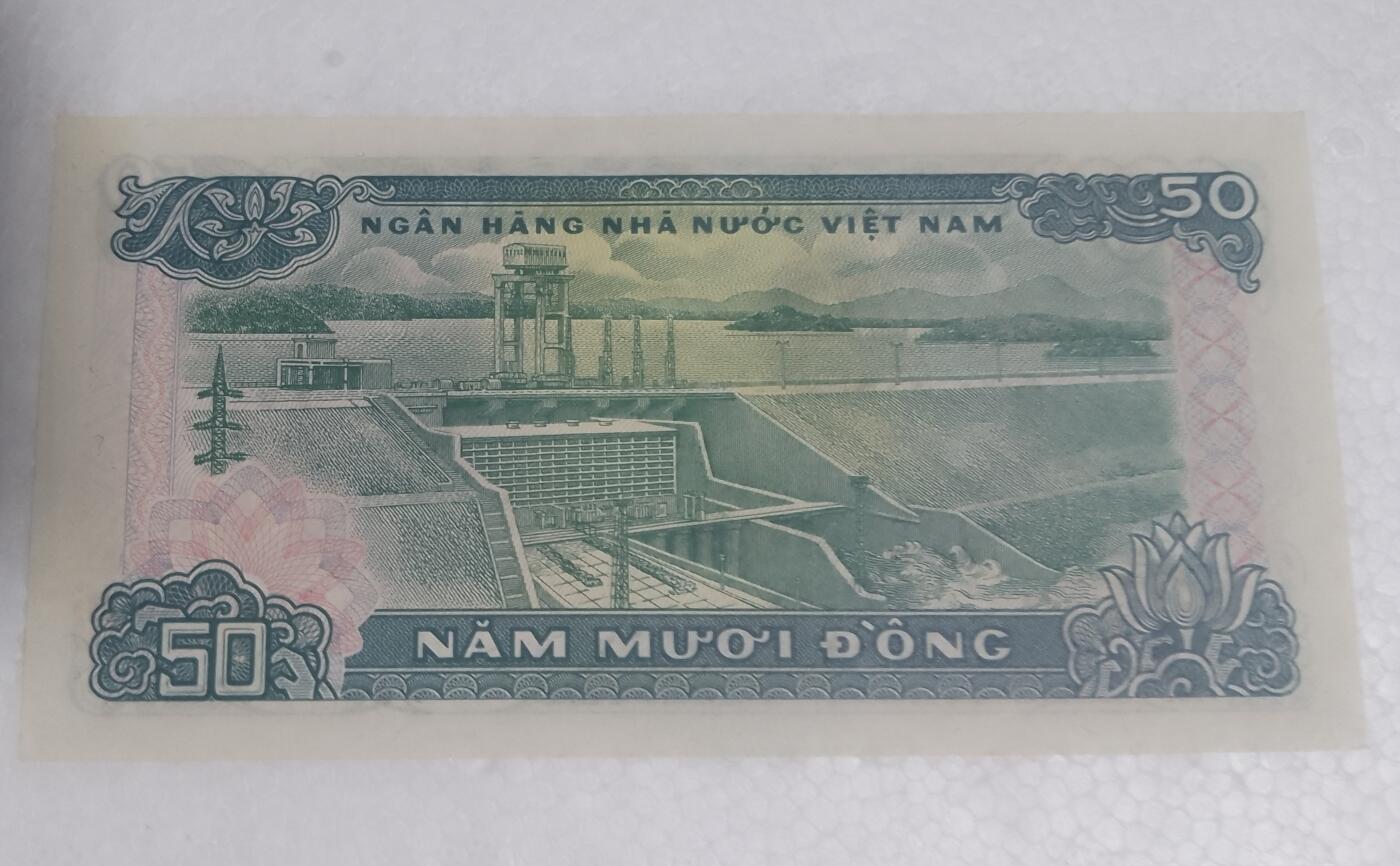 NGÂN HÀNG NHÀ NƯỚC VIỆT NAM
50
50
NĂM MƯƠI ĐỒNG